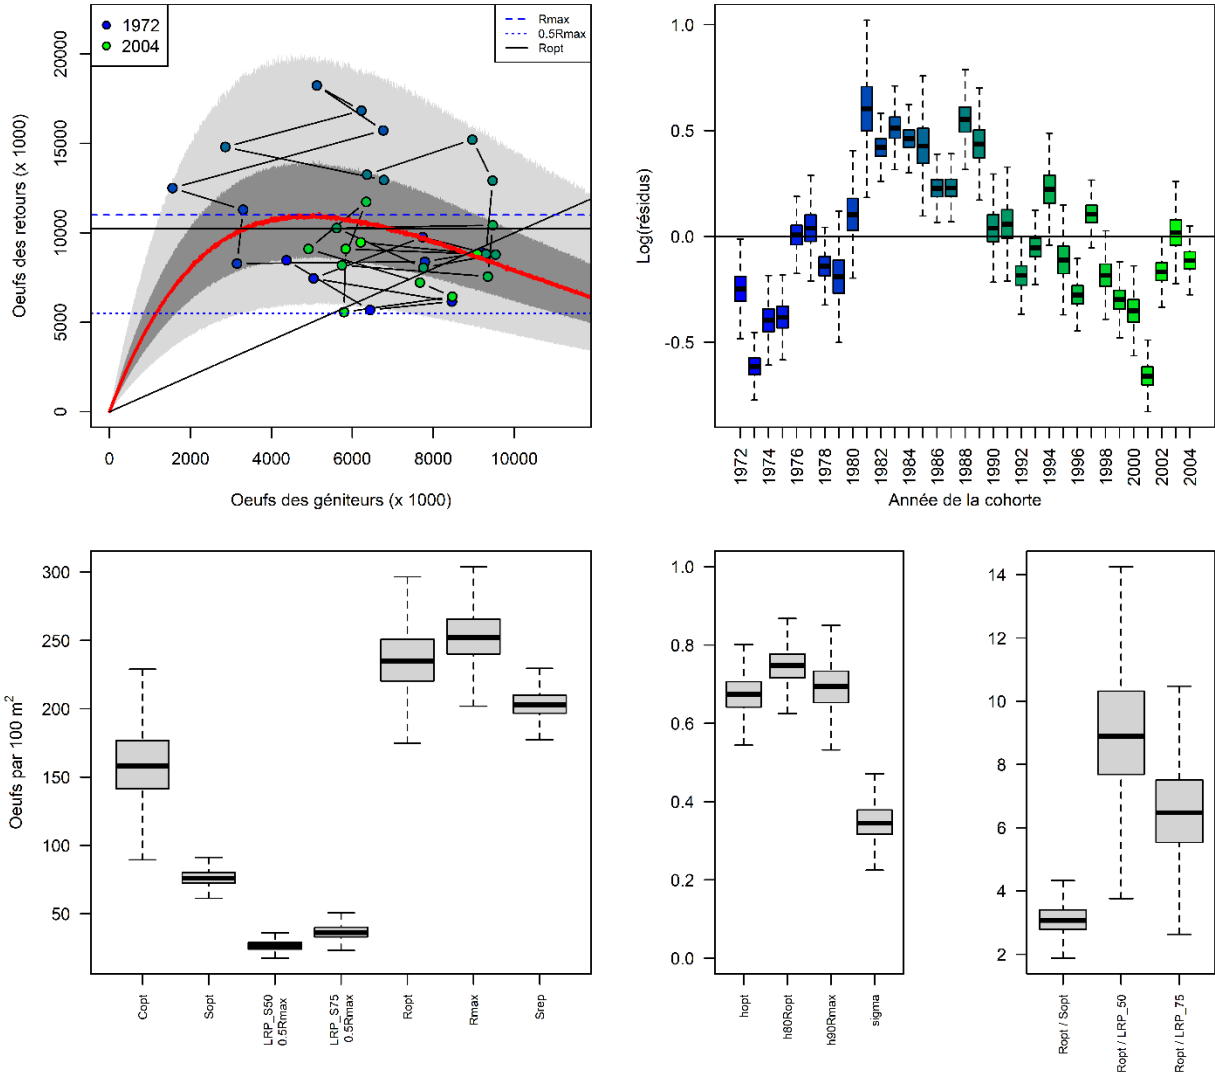 1972
2004
Rmax
0.5Rmax
Ropt
Oeufs des retours (x 1000)
20000
15000
10000
5000
0
0 2000 4000 6000 8000 10000
Oeufs des géniteurs (x 1000)
Log(résidus)
1.0
0.5
0.0
-0.5
1972 1974 1976 1978 1980 1982 1984 1986 1988 1990 1992 1994 1996 1998 2000 2002 2004
Année de la cohorte
Oeufs par 100 m²
300
250
200
150
100
50
Copt
Sopt
LRP_S50
0.5Rmax
LRP_S75
0.5Rmax
Ropt
Rmax
Srep
1.0
0.8
0.6
0.4
0.2
0.0
hopt
h80Ropt
h90Rmax
sigma
14
12
10
8
6
4
2
Ropt / Sopt
Ropt / LRP_50
Ropt / LRP_75